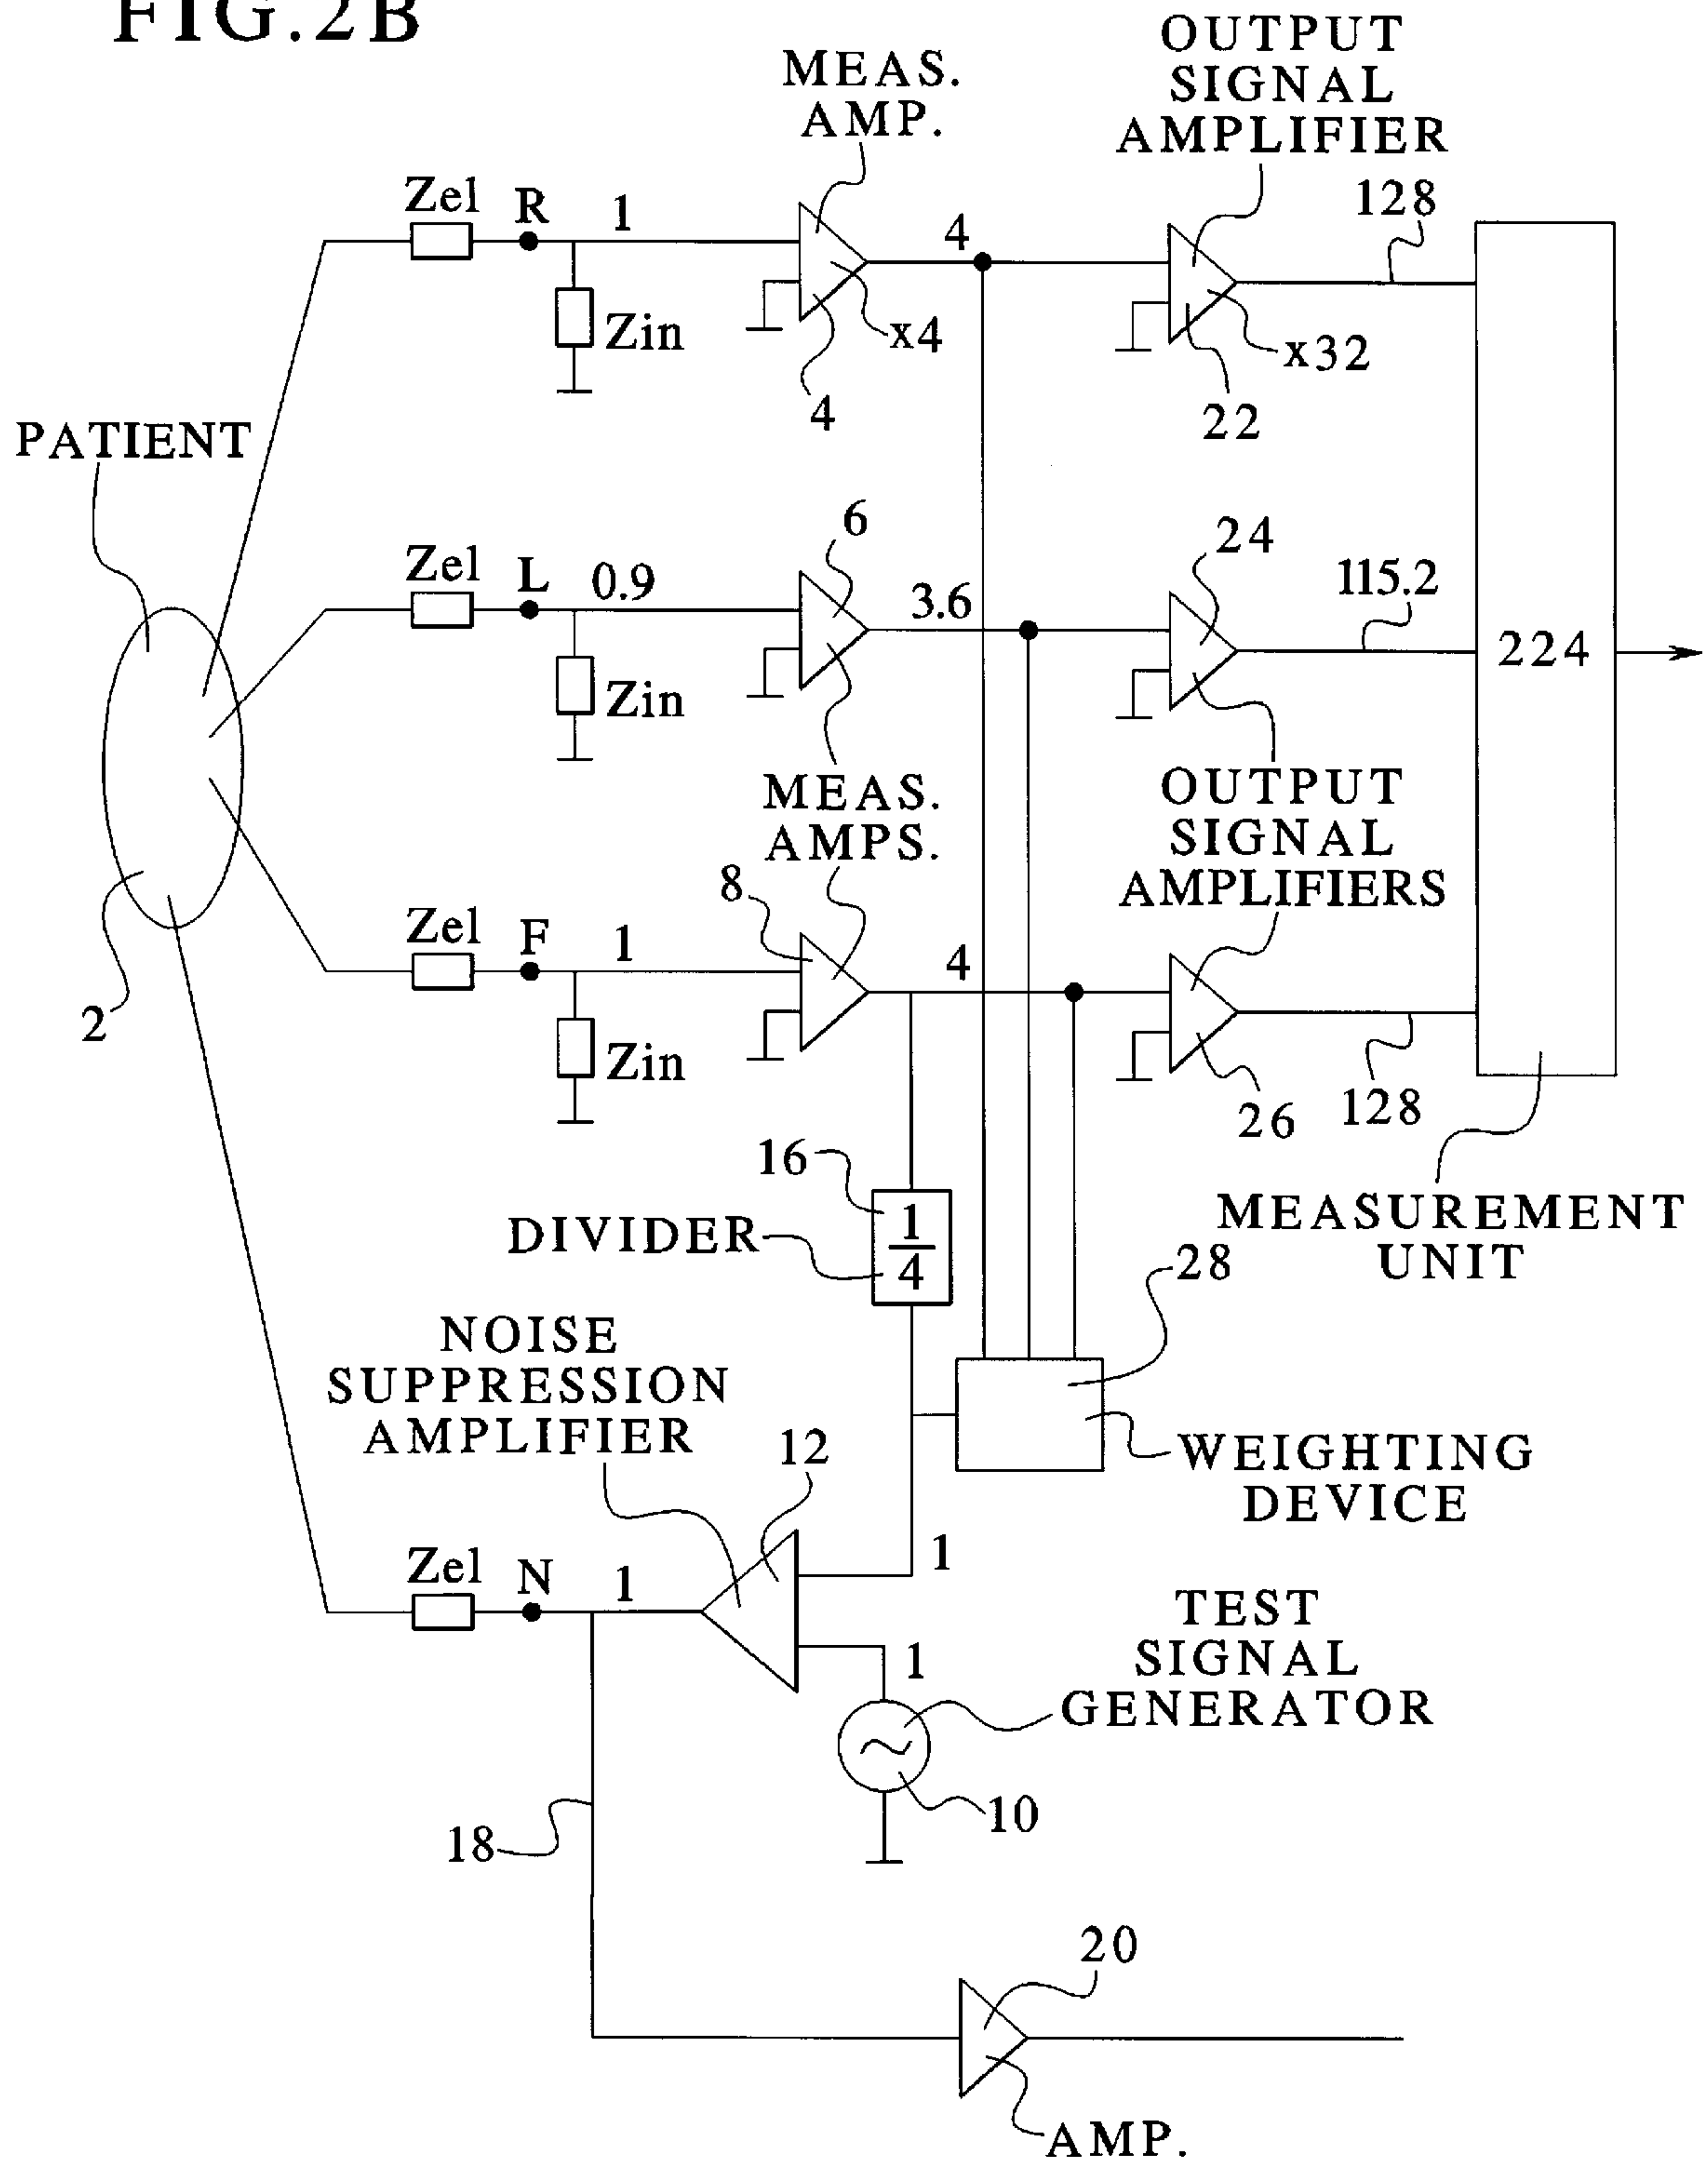 FIG.2B
OUTPUT
SIGNAL
AMPLIFIER
MEAS.
AMP.
Zel
R
1
4
128
Zin
x4
4
x32
22
PATIENT
6
24
Zel
L
0.9
3.6
115.2
224
Zin
MEAS.
AMPS.
OUTPUT
SIGNAL
AMPLIFIERS
8
Zel
F
1
4
2
Zin
26
128
16
DIVIDER
1
4
MEASUREMENT
UNIT
28
NOISE
SUPPRESSION
AMPLIFIER
12
WEIGHTING
DEVICE
Zel
N
1
1
TEST
SIGNAL
GENERATOR
1
10
18
20
AMP.